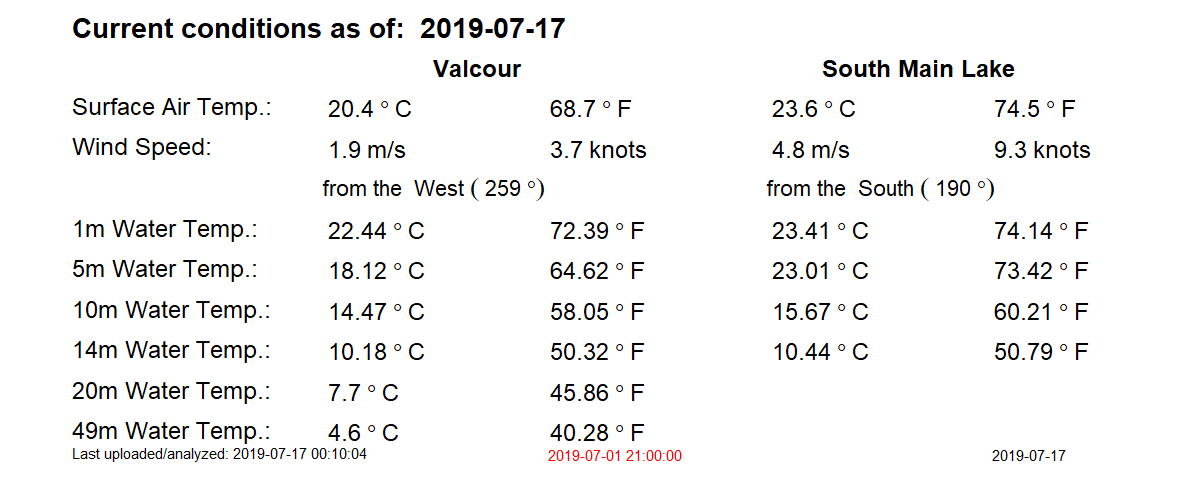 Current conditions as of: 2019-07-17
Valcour South Main Lake
Surface Air Temp.: 20.4 ° C 68.7 ° F 23.6 ° C 74.5 ° F
Wind Speed: 1.9 m/s 3.7 knots 4.8 m/s 9.3 knots
from the West ( 259 °) from the South ( 190 °)
1m Water Temp.: 22.44 ° C 72.39 ° F 23.41 ° C 74.14 ° F
5m Water Temp.: 18.12 ° C 64.62 ° F 23.01 ° C 73.42 ° F
10m Water Temp.: 14.47 ° C 58.05 ° F 15.67 ° C 60.21 ° F
14m Water Temp.: 10.18 ° C 50.32 ° F 10.44 ° C 50.79 ° F
20m Water Temp.: 7.7 ° C 45.86 ° F
49m Water Temp.: 4.6 ° C 40.28 ° F
Last uploaded/analyzed: 2019-07-17 00:10:04 2019-07-01 21:00:00 2019-07-17